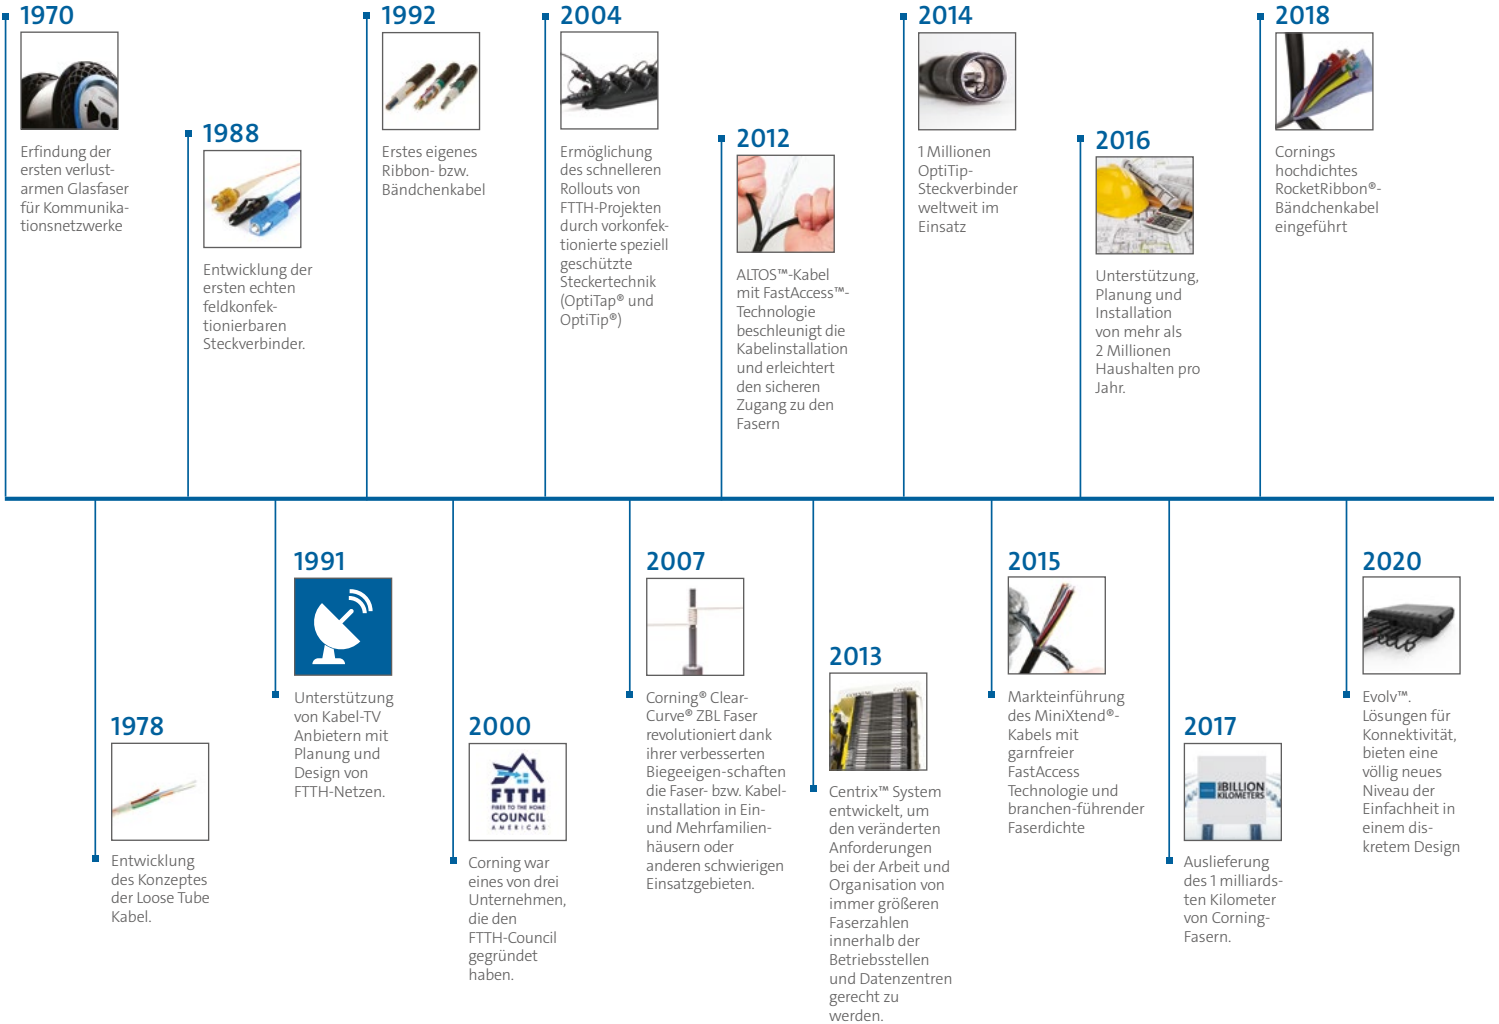 1970
Erfindung der
ersten verlust-
armen Glasfaser
für Kommunika-
tionsnetzwerke
1988
Entwicklung der
ersten echten
feldkonfek-
tionierbaren
Steckverbinder.
1992
Erstes eigenes
Ribbon- bzw.
Bändchenkabel
2004
Ermöglichung
des schnelleren
Rollouts von
FTTH-Projekten
durch vorkonfek-
tionierte speziell
geschützte
Steckertechnik
(OptiTap® und
OptiTip®)
2012
ALTOS™-Kabel
mit FastAccess™-
Technologie
beschleunigt die
Kabelinstallation
und erleichtert
den sicheren
Zugang zu den
Fasern
2014
1 Millionen
OptiTip-
Steckverbinder
weltweit im
Einsatz
2016
Unterstützung,
Planung und
Installation
von mehr als
2 Millionen
Haushalten pro
Jahr.
2018
Cornings
hochdichtes
RocketRibbon®-
Bändchenkabel
eingeführt
1978
Entwicklung
des Konzeptes
der Loose Tube
Kabel.
1991
Unterstützung
von Kabel-TV
Anbietern mit
Planung und
Design von
FTTH-Netzen.
2000
FTTH
FIBER TO THE HOME
COUNCIL
AMERICAS
Corning war
eines von drei
Unternehmen,
die den
FTTH-Council
gegründet
haben.
2007
Corning® Clear-
Curve® ZBL Faser
revolutioniert dank
ihrer verbesserten
Biegeeigen-schaften
die Faser- bzw. Kabel-
installation in Ein-
und Mehrfamilien-
häusern oder
anderen schwierigen
Einsatzgebieten.
2013
CORNING
Centrix™ System
entwickelt, um
den veränderten
Anforderungen
bei der Arbeit und
Organisation von
immer größeren
Faserzahlen
innerhalb der
Betriebsstellen
und Datenzentren
gerecht zu
werden.
2015
Markteinführung
des MiniXtend®-
Kabels mit
garnfreier
FastAccess
Technologie und
branchen-führender
Faserdichte
2017
1BILLION
KILOMETERS
Auslieferung
des 1 milliards-
ten Kilometer
von Corning-
Fasern.
2020
Evolv™.
Lösungen für
Konnektivität,
bieten eine
völlig neues
Niveau der
Einfachheit in
einem dis-
kretem Design